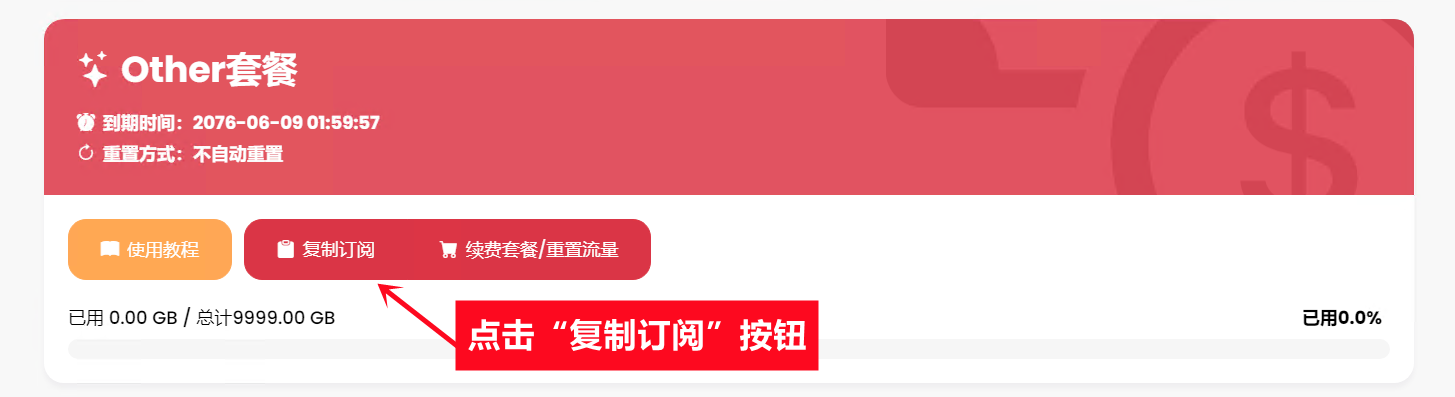 Other套餐
到期时间：2076-06-09 01:59:57
重置方式：不自动重置
使用教程 复制订阅 续费套餐/重置流量
已用 0.00 GB / 总计9999.00 GB 已用0.0%
点击“复制订阅”按钮